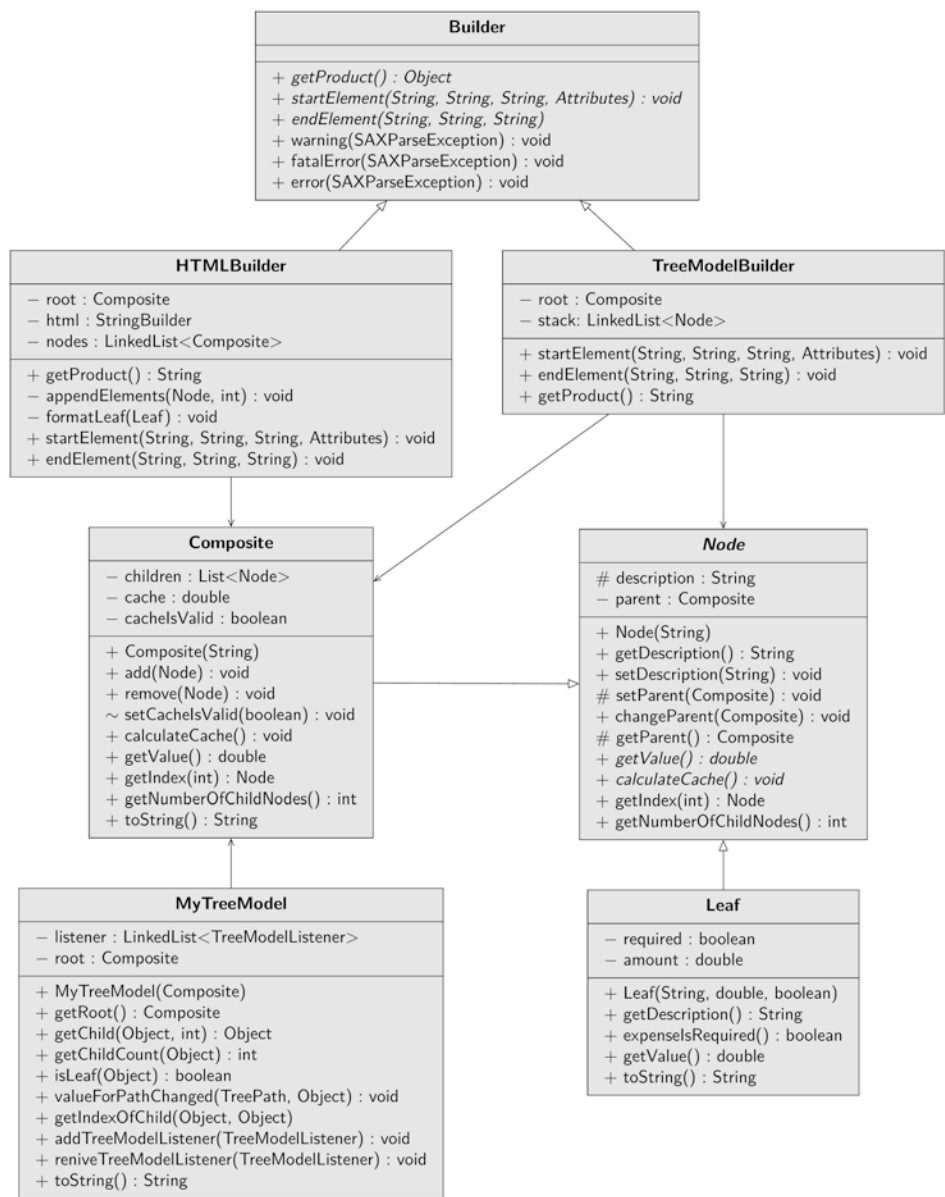 Builder
+ getProduct() : Object
+ startElement(String, String, String, Attributes) : void
+ endElement(String, String, String)
+ warning(SAXParseException) : void
+ fatalError(SAXParseException) : void
+ error(SAXParseException) : void
HTMLBuilder
− root : Composite
− html : StringBuilder
− nodes : LinkedList<Composite>
+ getProduct() : String
− appendElements(Node, int) : void
− formatLeaf(Leaf) : void
+ startElement(String, String, String, Attributes) : void
+ endElement(String, String, String) : void
TreeModelBuilder
− root : Composite
− stack: LinkedList<Node>
+ startElement(String, String, String, Attributes) : void
+ endElement(String, String, String) : void
+ getProduct() : String
Composite
− children : List<Node>
− cache : double
− cacheIsValid : boolean
+ Composite(String)
+ add(Node) : void
+ remove(Node) : void
~ setCacheIsValid(boolean) : void
+ calculateCache() : void
+ getValue() : double
+ getIndex(int) : Node
+ getNumberOfChildNodes() : int
+ toString() : String
Node
# description : String
− parent : Composite
+ Node(String)
+ getDescription() : String
+ setDescription(String) : void
# setParent(Composite) : void
+ changeParent(Composite) : void
# getParent() : Composite
+ getValue() : double
+ calculateCache() : void
+ getIndex(int) : Node
+ getNumberOfChildNodes() : int
MyTreeModel
− listener : LinkedList<TreeModelListener>
− root : Composite
+ MyTreeModel(Composite)
+ getRoot() : Composite
+ getChild(Object, int) : Object
+ getChildCount(Object) : int
+ isLeaf(Object) : boolean
+ valueForPathChanged(TreePath, Object) : void
+ getIndexOfChild(Object, Object)
+ addTreeModelListener(TreeModelListener) : void
+ reniveTreeModelListener(TreeModelListener) : void
+ toString() : String
Leaf
− required : boolean
− amount : double
+ Leaf(String, double, boolean)
+ getDescription() : String
+ expenseIsRequired() : boolean
+ getValue() : double
+ toString() : String